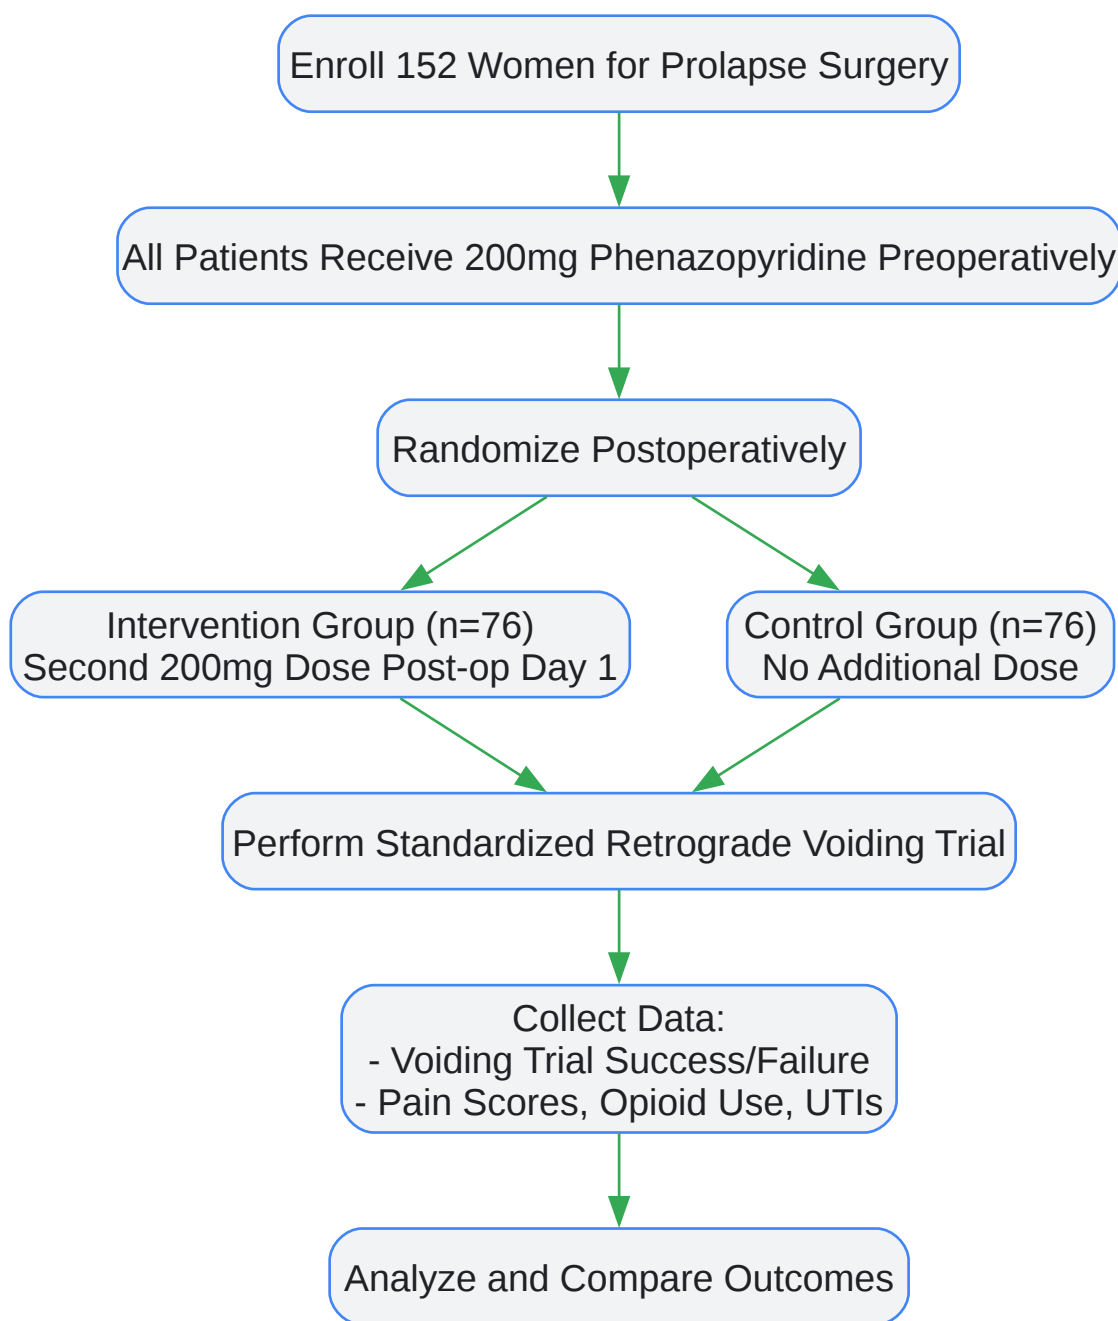 Enroll 152 Women for Prolapse Surgery
All Patients Receive 200mg Phenazopyridine Preoperatively
Randomize Postoperatively
Intervention Group (n=76)
Second 200mg Dose Post-op Day 1
Control Group (n=76)
No Additional Dose
Perform Standardized Retrograde Voiding Trial
Collect Data:
- Voiding Trial Success/Failure
- Pain Scores, Opioid Use, UTIs
Analyze and Compare Outcomes